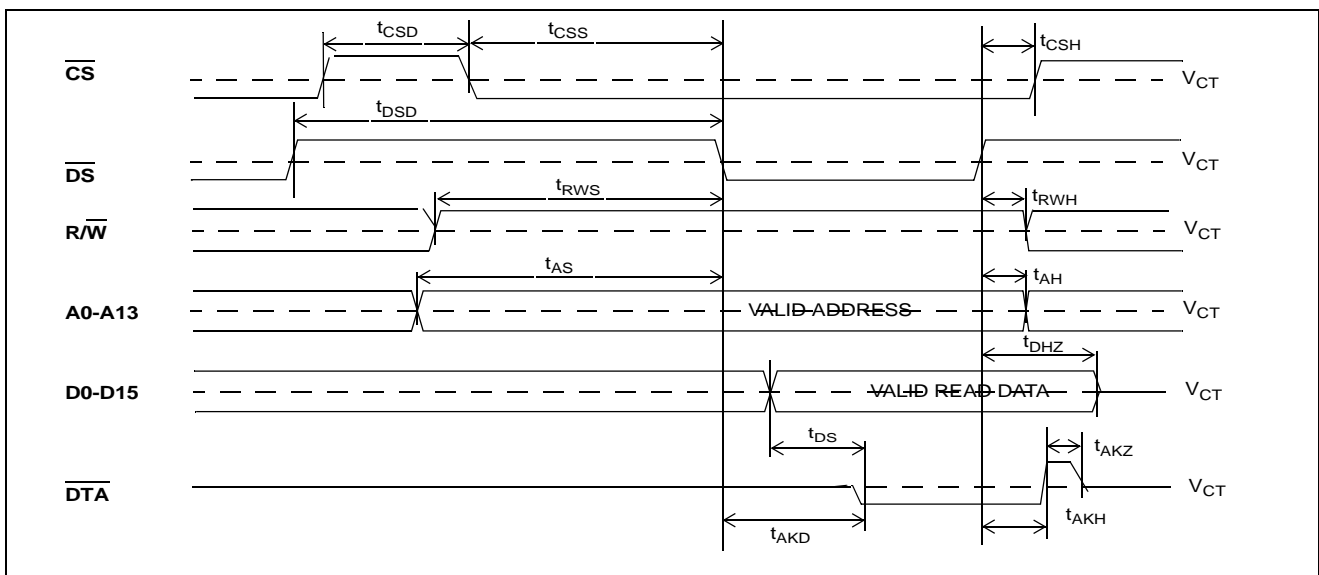 tCSD tCSS tCSH
CS VCT
tDSD
DS VCT
tRWS tRWH
R/W VCT
tAS tAH
A0-A13 VALID ADDRESS VCT
tDHZ
D0-D15 VALID READ DATA VCT
tDS tAKZ
DTA VCT
tAKD tAKH